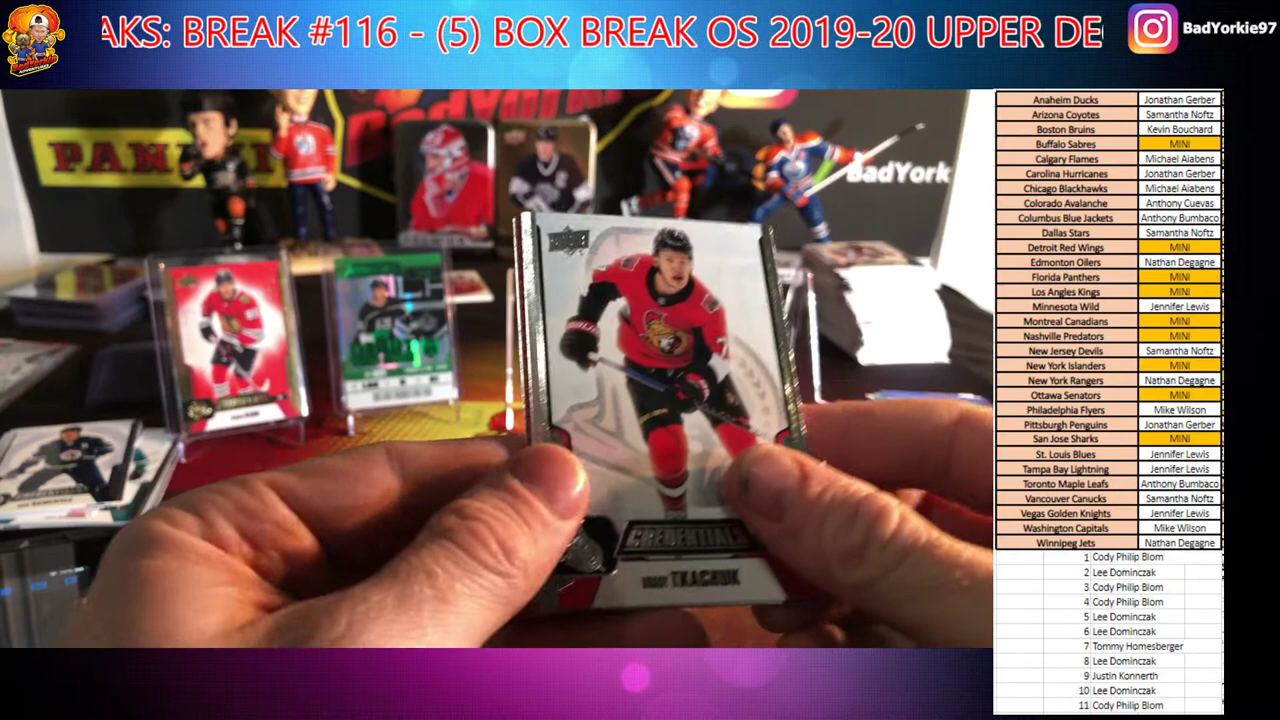 AKS: BREAK #116 - (5) BOX BREAK OS 2019-20 UPPER DE
BadYorkie97
PANINI
BadYork
CREDENTIALS
BRADY TKACHUK
Anaheim Ducks Jonathan Gerber
Arizona Coyotes Samantha Noftz
Boston Bruins Kevin Bouchard
Buffalo Sabres MINI
Calgary Flames Michael Aiabens
Carolina Hurricanes Jonathan Gerber
Chicago Blackhawks Michael Aiabens
Colorado Avalanche Anthony Cuevas
Columbus Blue Jackets Anthony Bumbaco
Dallas Stars Samantha Noftz
Detroit Red Wings MINI
Edmonton Oilers Nathan Degagne
Florida Panthers MINI
Los Angles Kings MINI
Minnesota Wild Jennifer Lewis
Montreal Canadians MINI
Nashville Predators MINI
New Jersey Devils Samantha Noftz
New York Islanders MINI
New York Rangers Nathan Degagne
Ottawa Senators MINI
Philadelphia Flyers Mike Wilson
Pittsburgh Penguins Jonathan Gerber
San Jose Sharks MINI
St. Louis Blues Jennifer Lewis
Tampa Bay Lightning Jennifer Lewis
Toronto Maple Leafs Anthony Bumbaco
Vancouver Canucks Samantha Noftz
Vegas Golden Knights Jennifer Lewis
Washington Capitals Mike Wilson
Winnipeg Jets Nathan Degagne
1 Cody Philip Blom
2 Lee Dominczak
3 Cody Philip Blom
4 Cody Philip Blom
5 Lee Dominczak
6 Lee Dominczak
7 Tommy Homesberger
8 Lee Dominczak
9 Justin Konnerth
10 Lee Dominczak
11 Cody Philip Blom